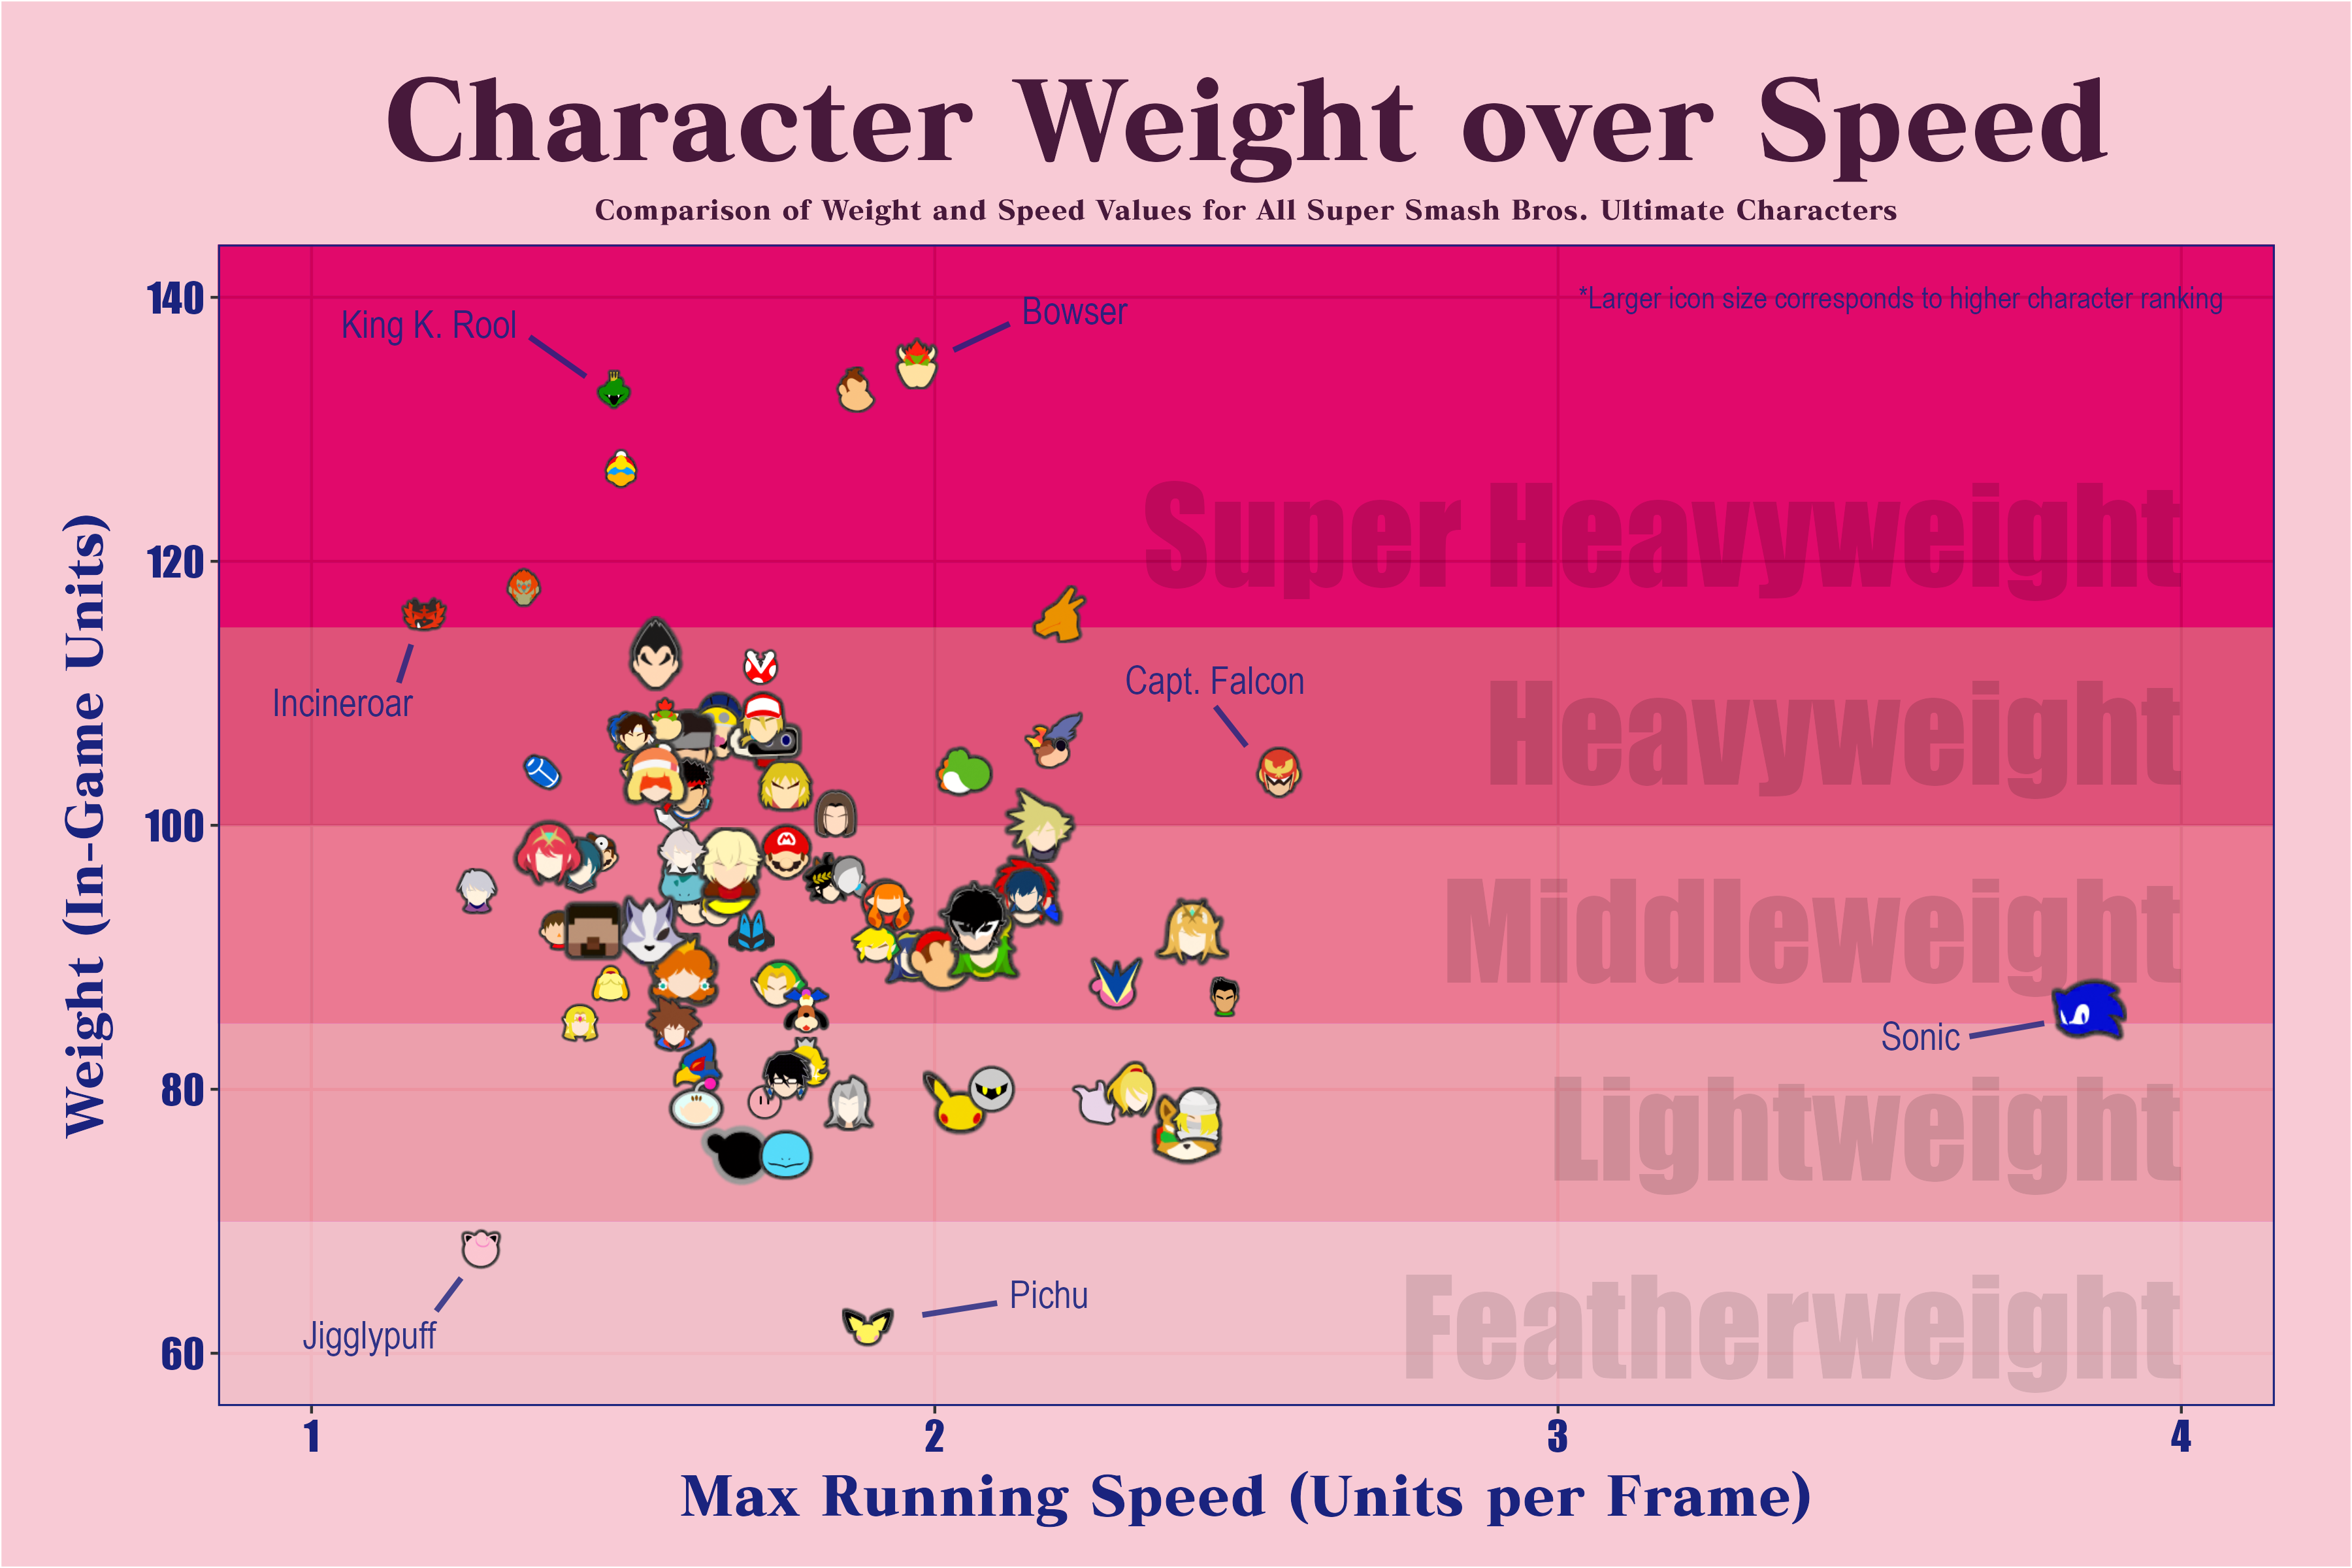 Character Weight over Speed
Comparison of Weight and Speed Values for All Super Smash Bros. Ultimate Characters
*Larger icon size corresponds to higher character ranking
King K. Rool
Bowser
Incineroar
Capt. Falcon
Sonic
Jigglypuff
Pichu
Super Heavyweight
Heavyweight
Middleweight
Lightweight
Featherweight
Weight (In-Game Units)
140
120
100
80
60
1
2
3
4
Max Running Speed (Units per Frame)